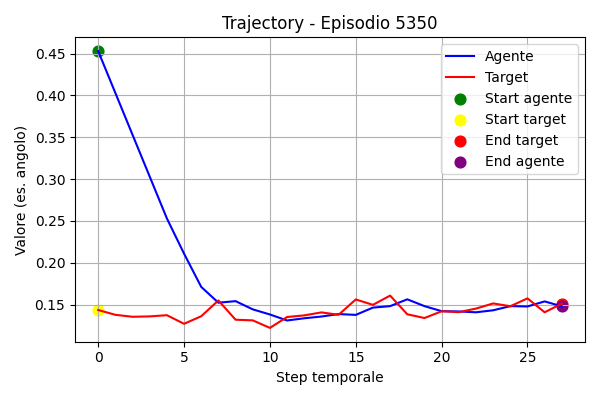 Trajectory - Episodio 5350
Valore (es. angolo)
0.45
0.40
0.35
0.30
0.25
0.20
0.15
Agente
Target
Start agente
Start target
End target
End agente
0 5 10 15 20 25
Step temporale